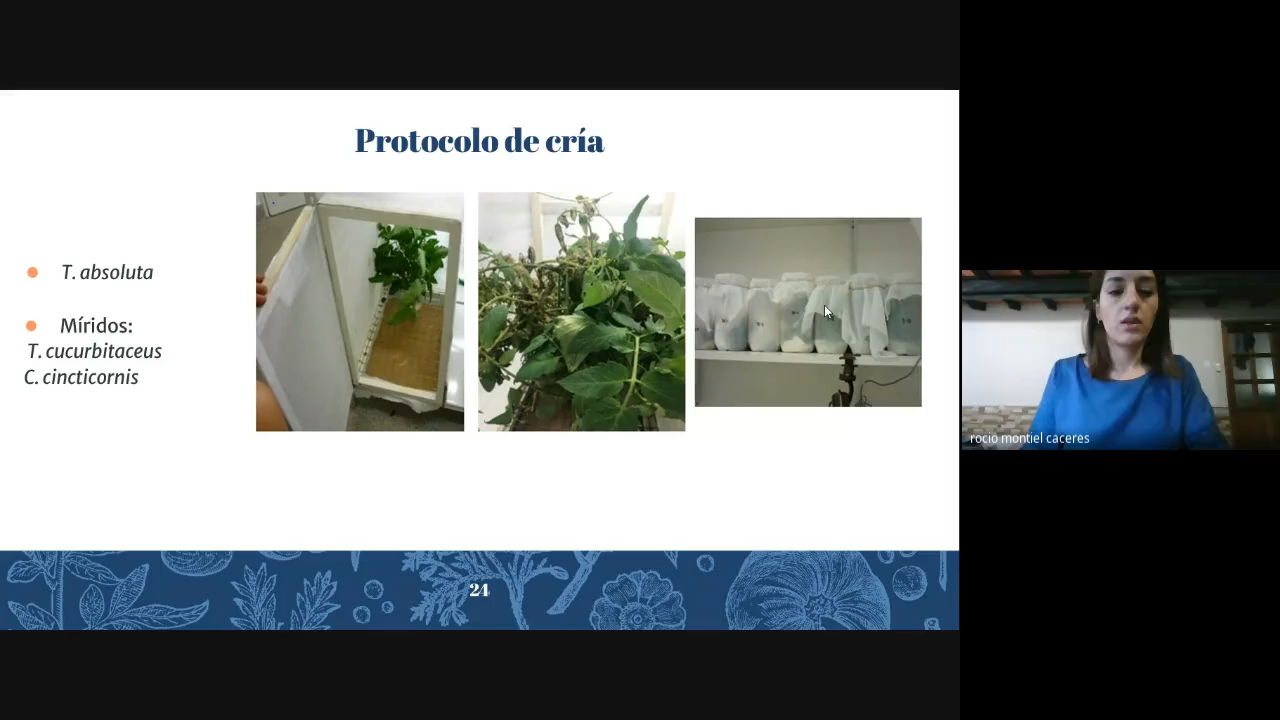 Protocolo de cría
T. absoluta
Míridos:
T. cucurbitaceus
C. cincticornis
24
rocio montiel caceres